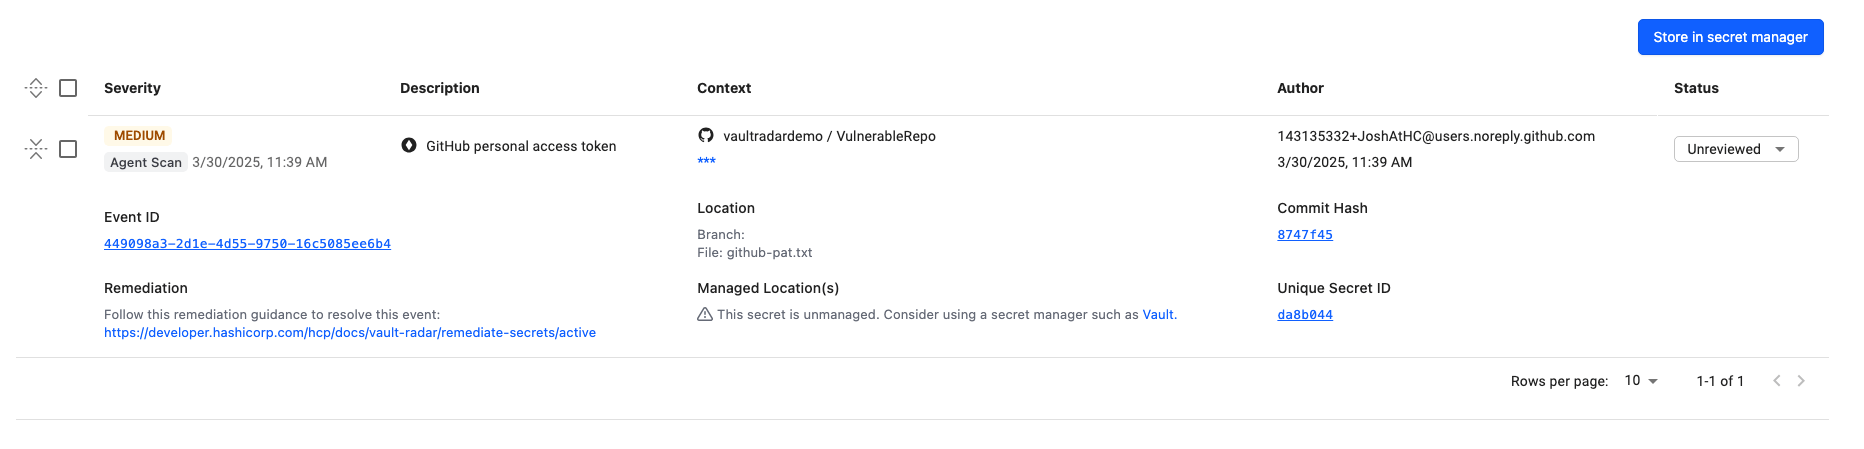 Store in secret manager
Severity Description Context Author Status
MEDIUM
Agent Scan 3/30/2025, 11:39 AM
GitHub personal access token
vaultradardemo / VulnerableRepo
***
143135332+JoshAtHC@users.noreply.github.com
3/30/2025, 11:39 AM
Unreviewed
Event ID
449098a3-2d1e-4d55-9750-16c5085ee6b4
Location
Branch:
File: github-pat.txt
Commit Hash
8747f45
Remediation
Follow this remediation guidance to resolve this event:
https://developer.hashicorp.com/hcp/docs/vault-radar/remediate-secrets/active
Managed Location(s)
This secret is unmanaged. Consider using a secret manager such as Vault.
Unique Secret ID
da8b044
Rows per page: 10 1-1 of 1